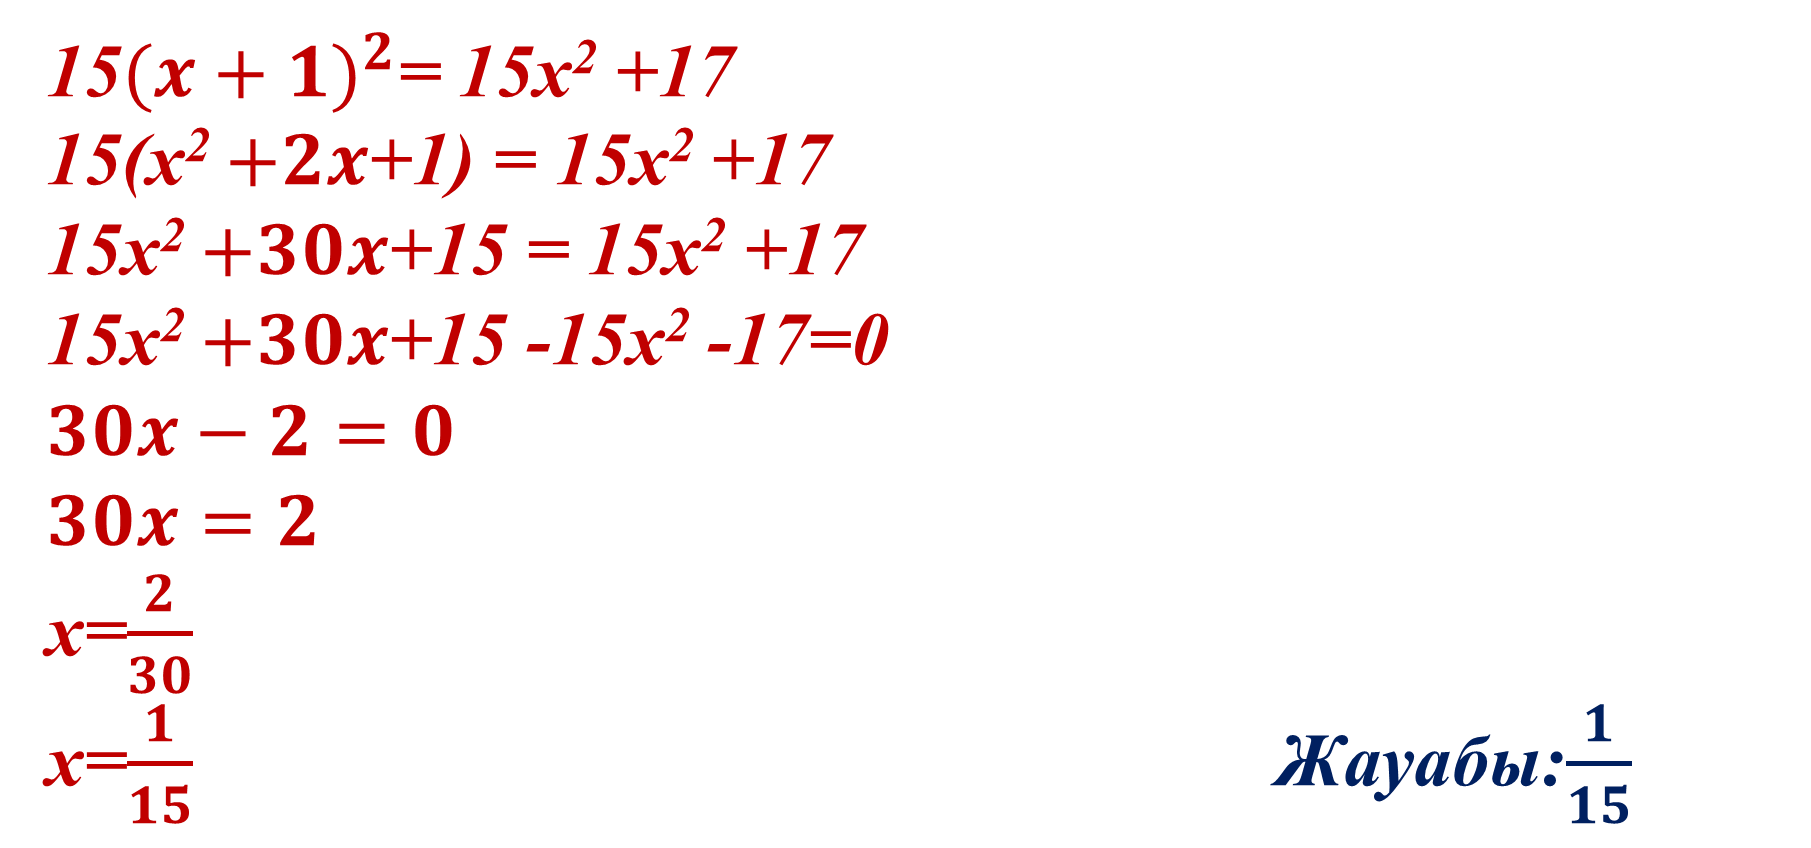 15(x + 1)²= 15x² +17
15(x² +2x+1) = 15x² +17
15x² +30x+15 = 15x² +17
15x² +30x+15 -15x² -17=0
30x − 2 = 0
30x = 2
x=2/30
x=1/15
Жауабы:1/15